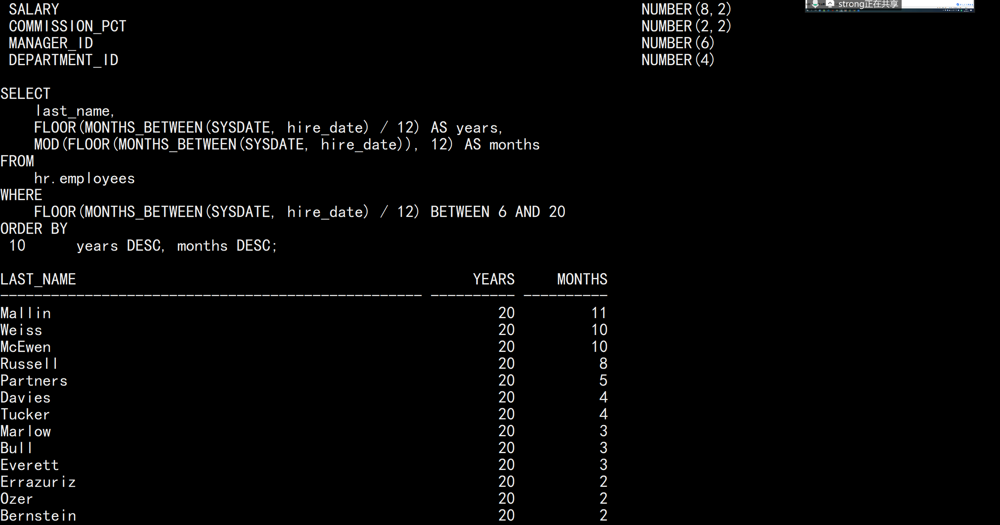 SALARY NUMBER(8,2)
strong正在共享
COMMISSION_PCT NUMBER(2,2)
MANAGER_ID NUMBER(6)
DEPARTMENT_ID NUMBER(4)
SELECT
last_name,
FLOOR(MONTHS_BETWEEN(SYSDATE, hire_date) / 12) AS years,
MOD(FLOOR(MONTHS_BETWEEN(SYSDATE, hire_date)), 12) AS months
FROM
hr.employees
WHERE
FLOOR(MONTHS_BETWEEN(SYSDATE, hire_date) / 12) BETWEEN 6 AND 20
ORDER BY
10 years DESC, months DESC;
LAST_NAME YEARS MONTHS
-------------------------------------------------- ---------- ----------
Mallin 20 11
Weiss 20 10
McEwen 20 10
Russell 20 8
Partners 20 5
Davies 20 4
Tucker 20 4
Marlow 20 3
Bull 20 3
Everett 20 3
Errazuriz 20 2
Ozer 20 2
Bernstein 20 2